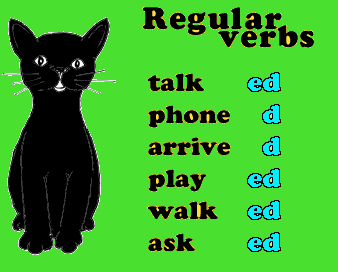 Regular
verbs
talk ed
phone d
arrive d
play ed
walk ed
ask ed